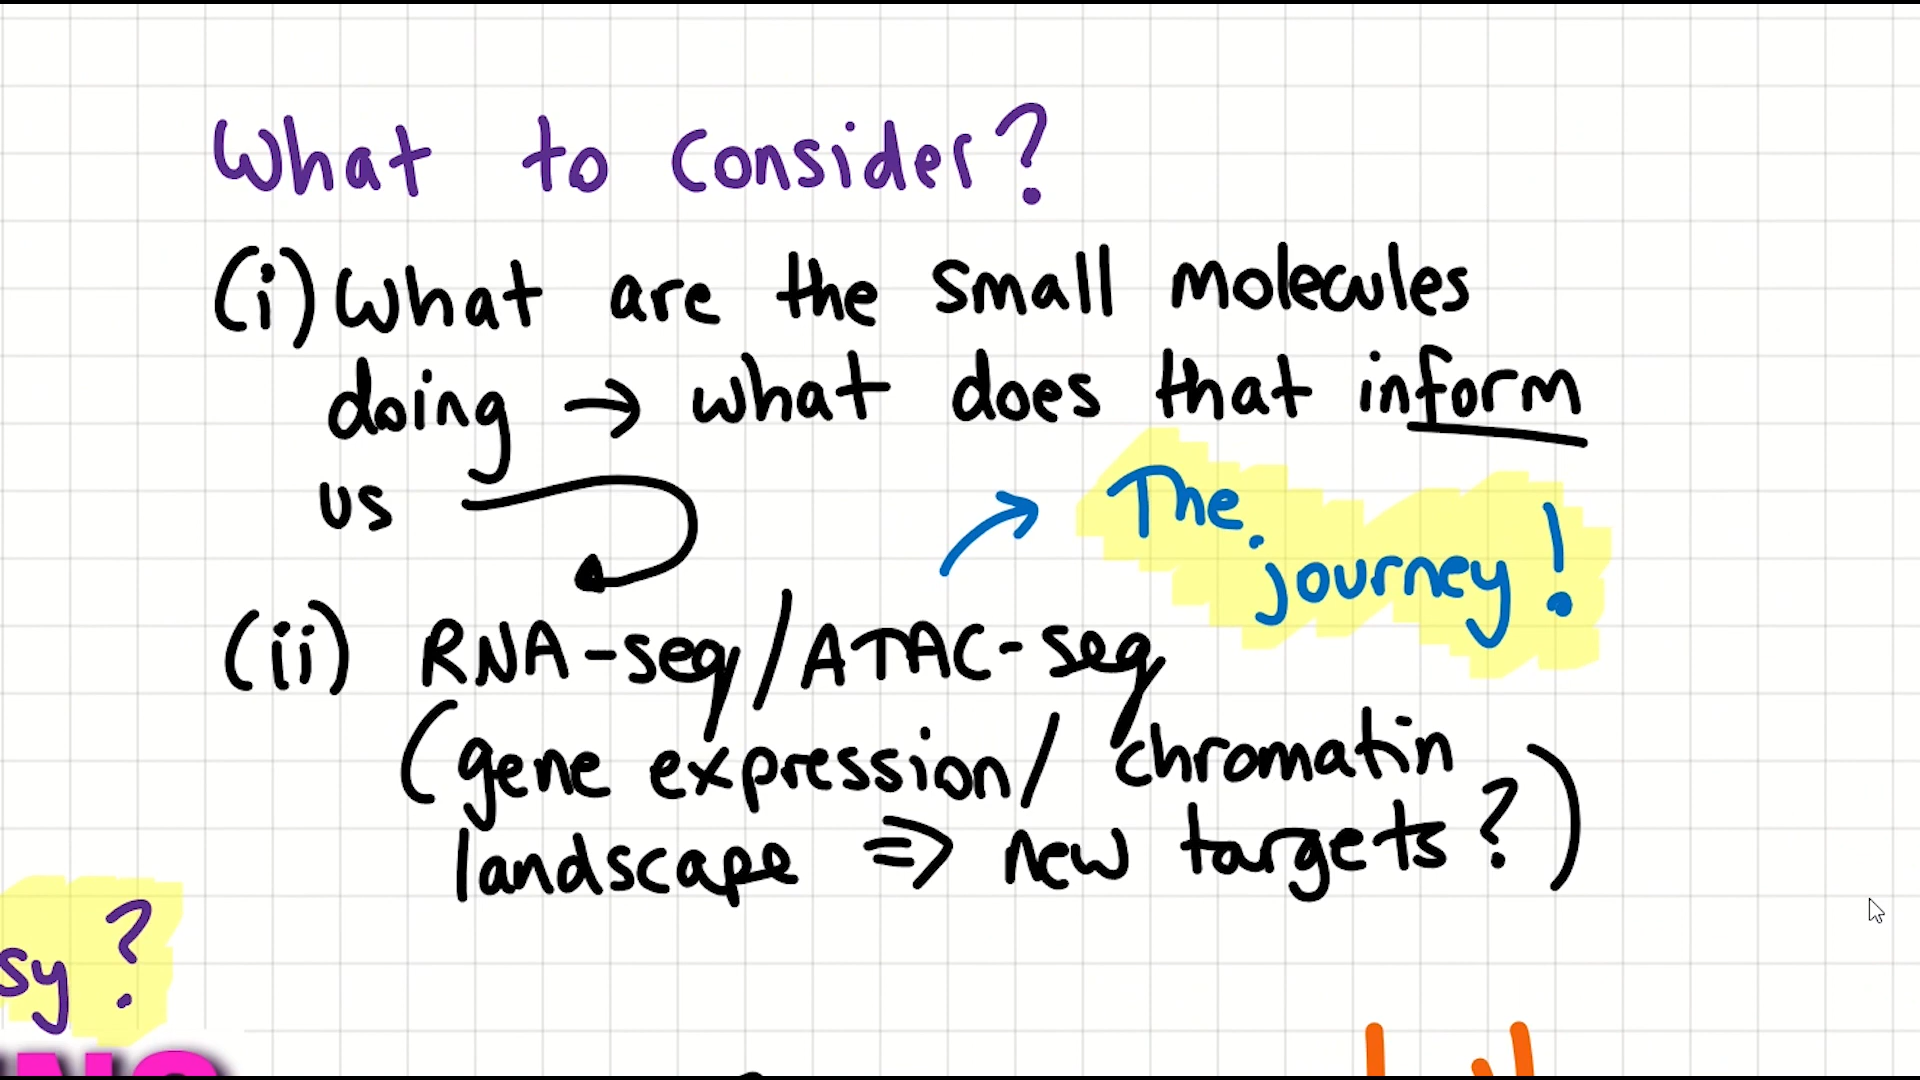 What to consider?
(i) What are the small molecules
doing → what does that inform
us
The
journey!
(ii) RNA-seq/ATAC-seq
(gene expression/chromatin
landscape ⇒ new targets?)
sy?